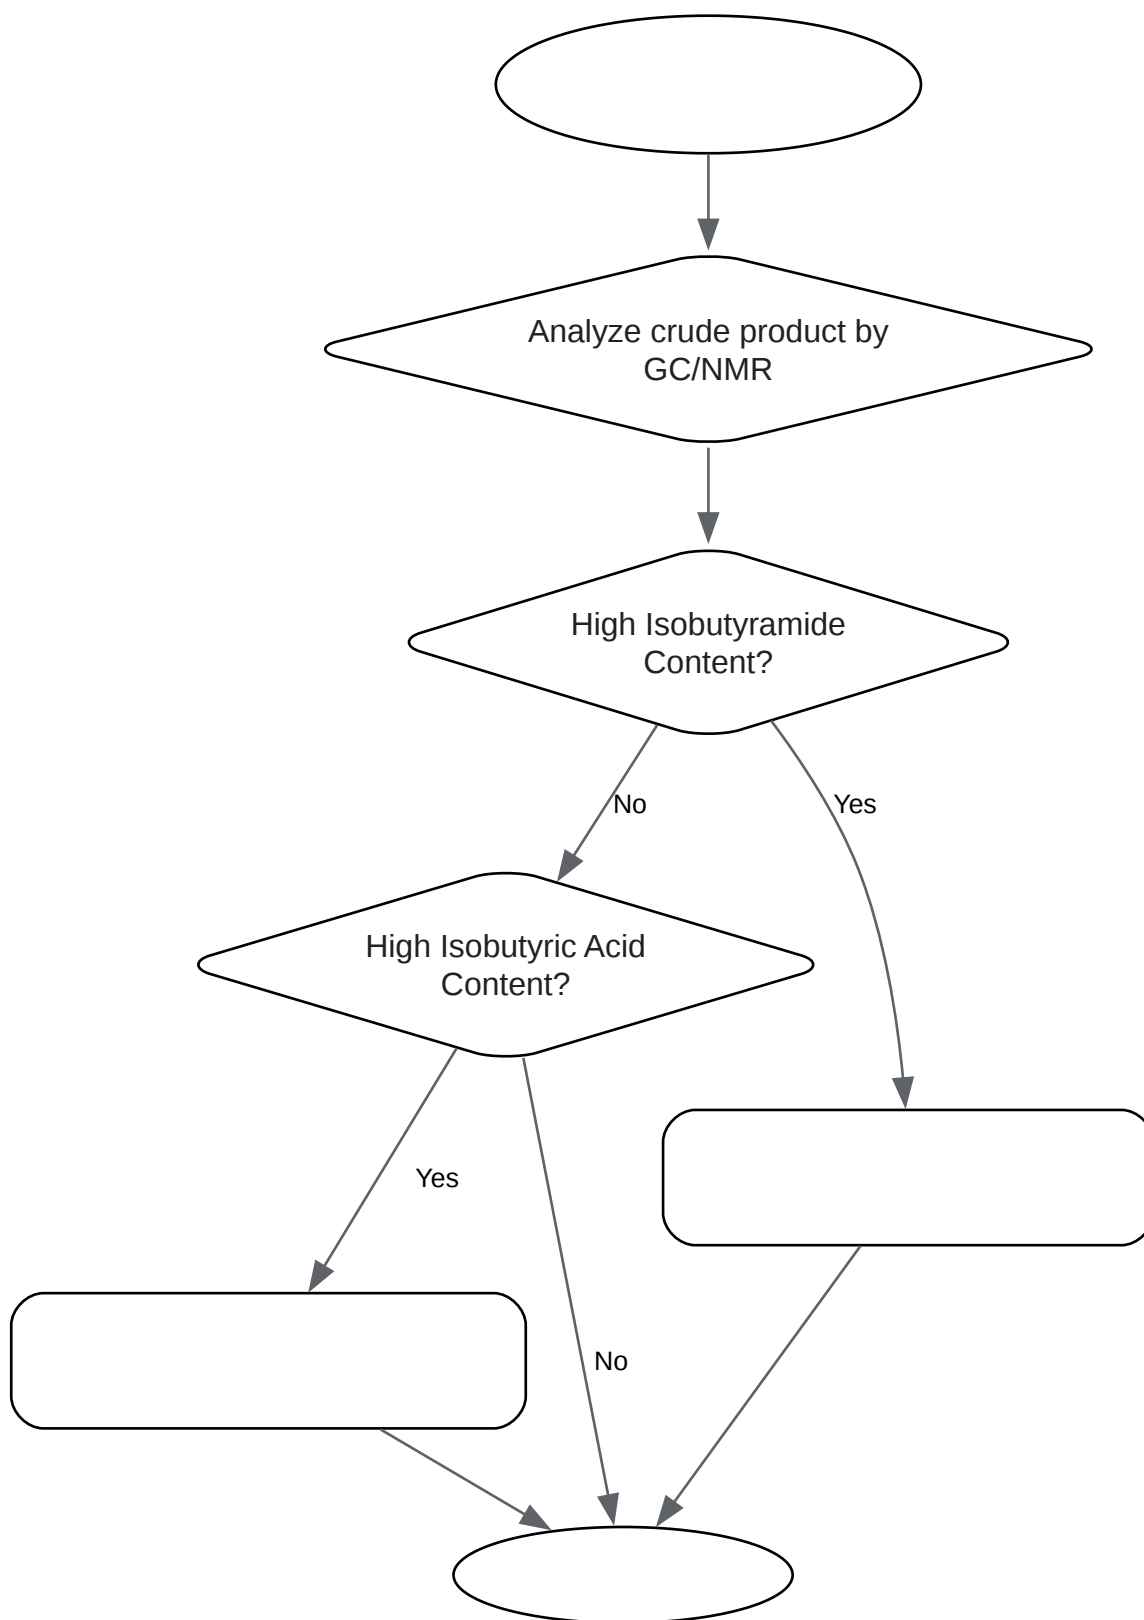 Analyze crude product by
GC/NMR
High Isobutyramide
Content?
No
Yes
High Isobutyric Acid
Content?
Yes
No